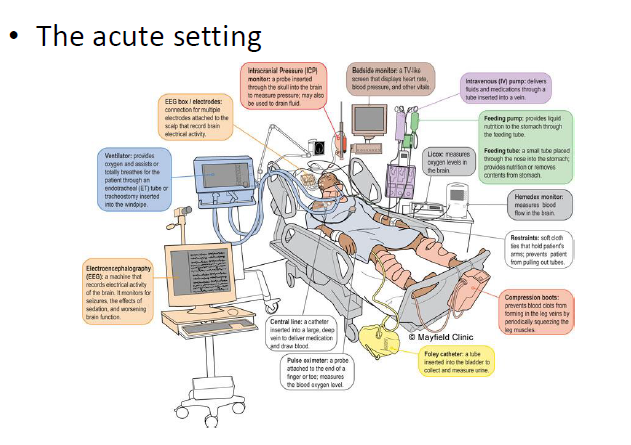 • The acute setting
Intracranial Pressure (ICP)
monitor: a probe inserted
through the skull into the brain
to measure pressure; may also
be used to drain fluid.
Bedside monitor: a TV-like
screen that displays heart rate,
blood pressure, and other vitals.
Intravenous (IV) pump: delivers
fluids and medications through a
tube inserted into a vein.
EEG box / electrodes:
connection for multiple
electrodes attached to the
scalp that record brain
electrical activity.
Feeding pump: provides liquid
nutrition to the stomach through
the feeding tube.
Feeding tube: a small tube placed
through the nose into the stomach;
provides nutrition or removes
contents from stomach.
Ventilator: provides
oxygen and assists or
totally breathes for the
patient through an
endotracheal (ET) tube or
tracheostomy inserted
into the windpipe.
Licox: measures
oxygen levels in
the brain.
Hemedex monitor:
measures blood
flow in the brain.
Restraints: soft cloth
ties that hold patient's
arms; prevents patient
from pulling out tubes.
Electroencephalography
(EEG): a machine that
records electrical activity
of the brain. It monitors for
seizures, the effects of
sedation, and worsening
brain function.
Compression boots:
prevents blood clots from
forming in the leg veins by
periodically squeezing the
leg muscles.
Central line: a catheter
inserted into a large, deep
vein to deliver medication
and draw blood.
© Mayfield Clinic
Pulse oximeter: a probe
attached to the end of a
finger or toe; measures
the blood oxygen level.
Foley catheter: a tube
inserted into the bladder to
collect and measure urine.